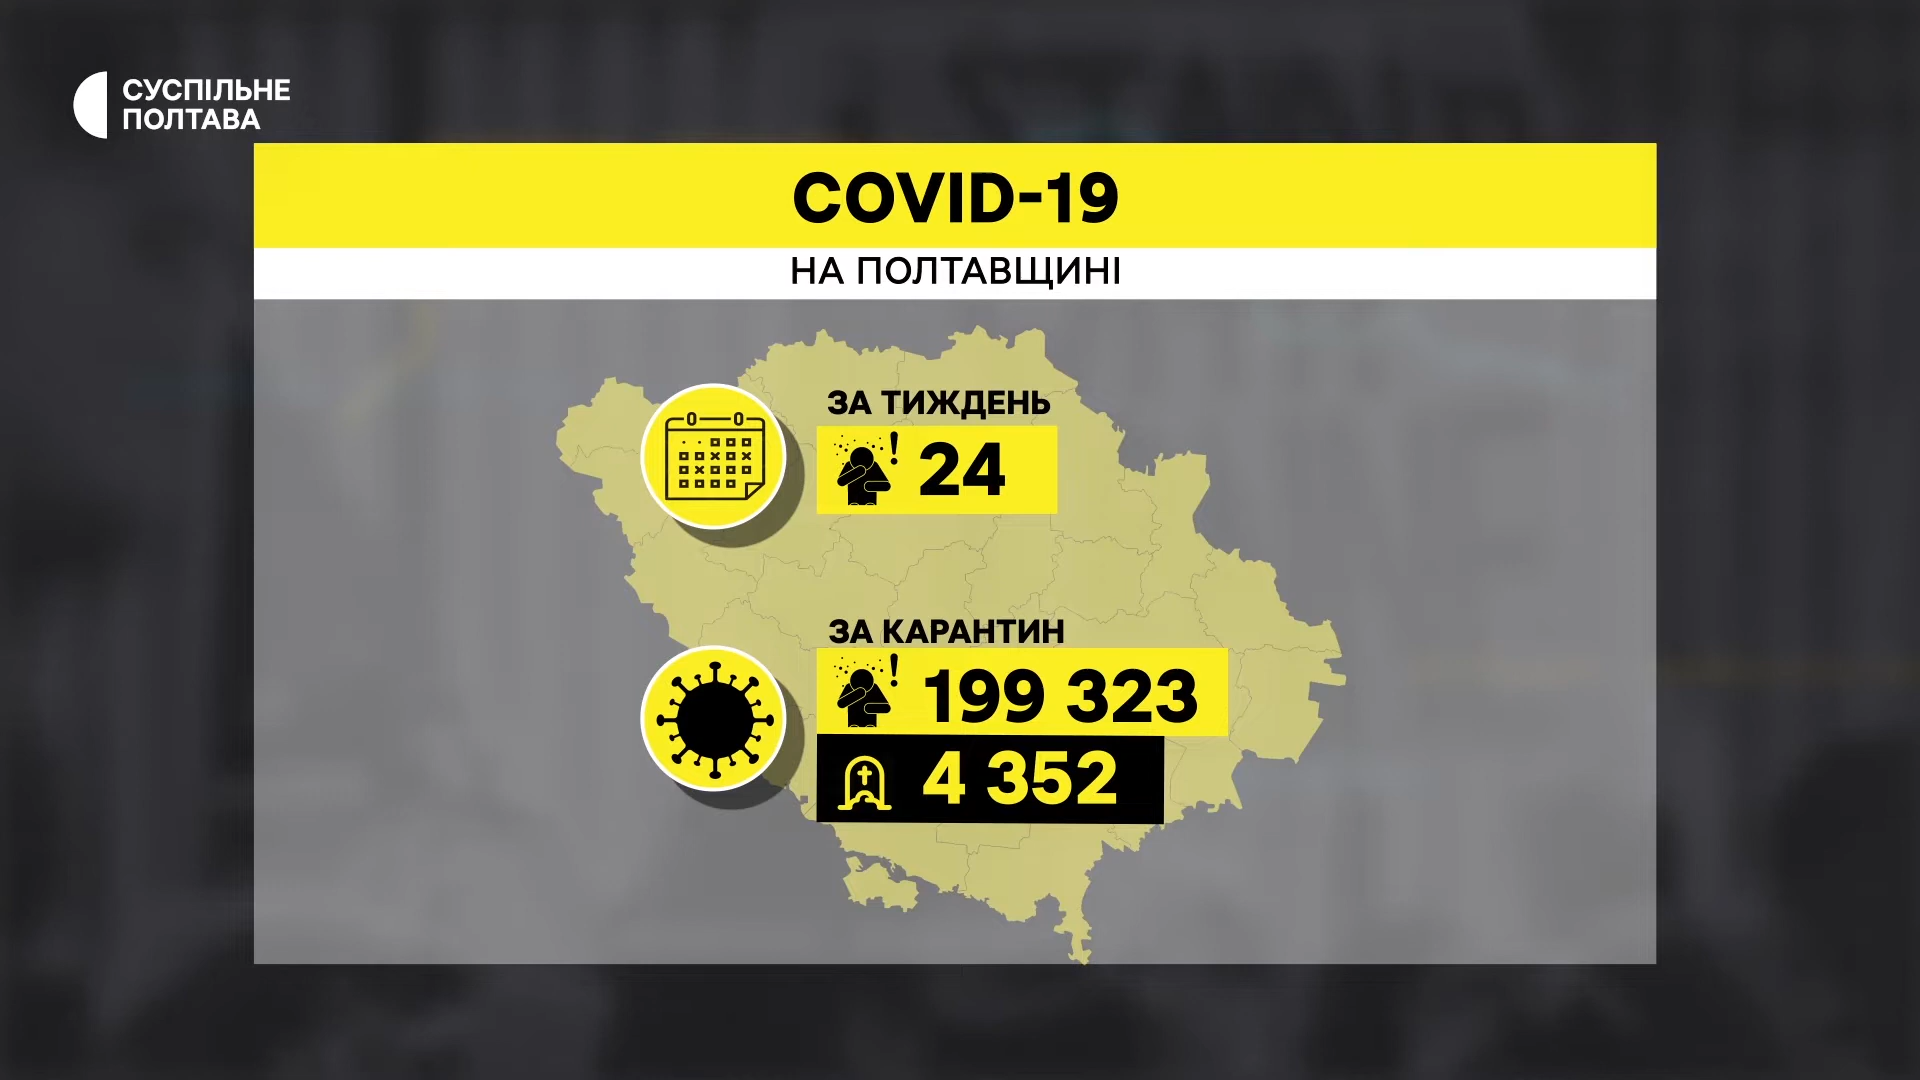 СУСПІЛЬНЕ
ПОЛТАВА
COVID-19
НА ПОЛТАВЩИНІ
ЗА ТИЖДЕНЬ
24
ЗА КАРАНТИН
199 323
4 352